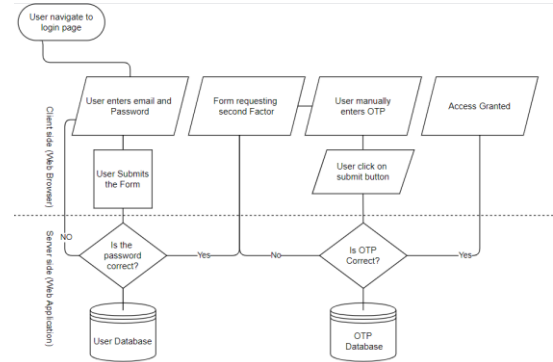 User navigate to
login page
User enters email and
Password
Form requesting
second Factor
User manually
enters OTP
Access Granted
Client side (Web Browser)
User Submits
the Form
User click on
submit button
Server side (Web Application)
NO
Is the
password
correct?
Yes
No
Is OTP
Correct?
Yes
User Database
OTP
Database